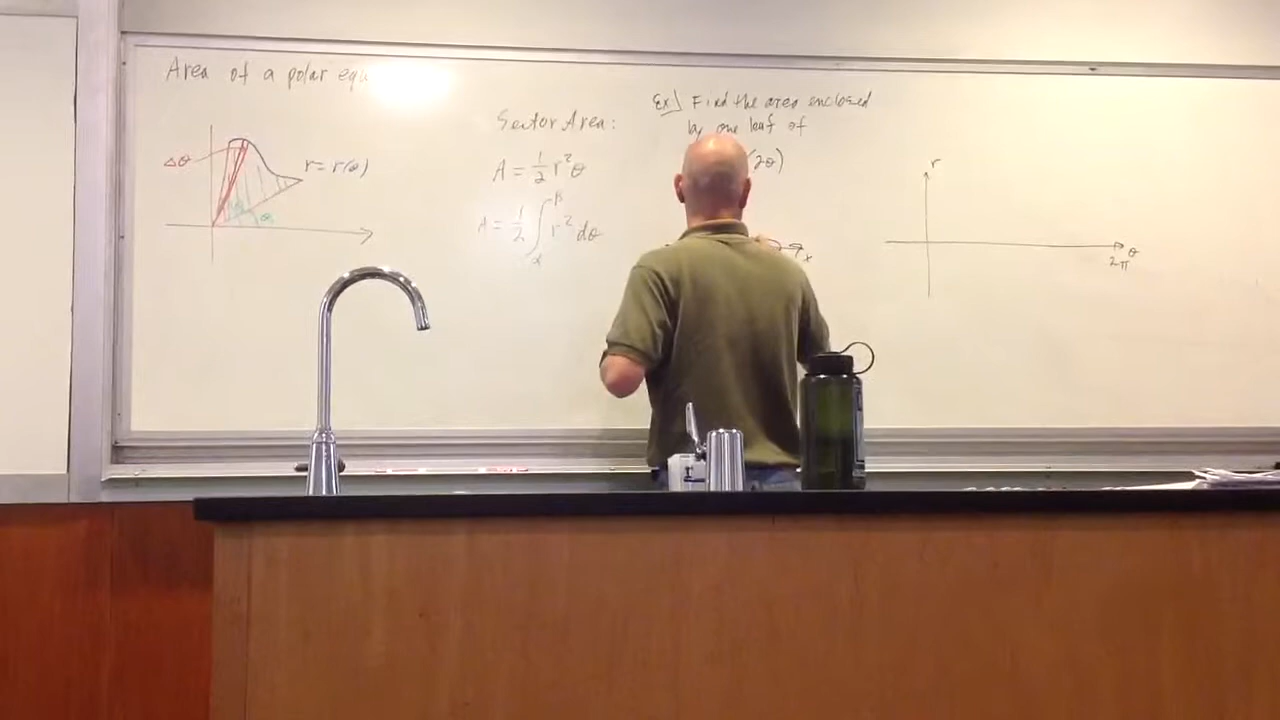 Area of a polar equ
Δθ
r = r(θ)
Sector Area:
A = 1/2 r²θ
A = 1/2 ∫_α^β r² dθ
Ex] Find the area enclosed
by one leaf of
(2θ)
x
r
θ
2π